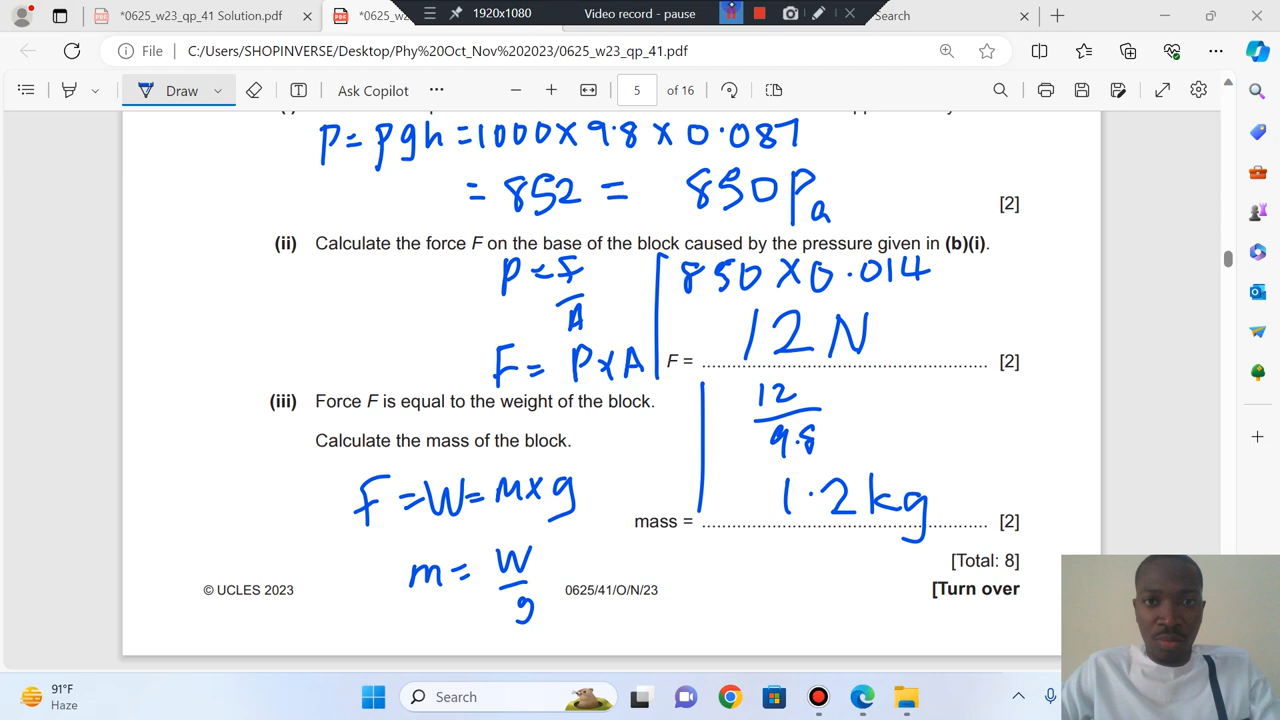 *0625_w23_qp_41 Solution.pdf
*0625_w
1920x1080
Video record - pause
Search
File
C:/Users/SHOPINVERSE/Desktop/Phy%20Oct_Nov%202023/0625_w23_qp_41.pdf
Draw
Ask Copilot
5
of 16
P = ρgh = 1000 × 9.8 × 0.087
= 852 = 850 Pa
[2]
(ii) Calculate the force F on the base of the block caused by the pressure given in (b)(i).
P = F/A
850 × 0.014
F = P × A
F = 12 N
[2]
(iii) Force F is equal to the weight of the block.
Calculate the mass of the block.
12/9.8
F = W = m × g
mass = 1.2 kg
[2]
m = W/g
[Total: 8]
© UCLES 2023
0625/41/O/N/23
[Turn over
91°F
Haze
Search